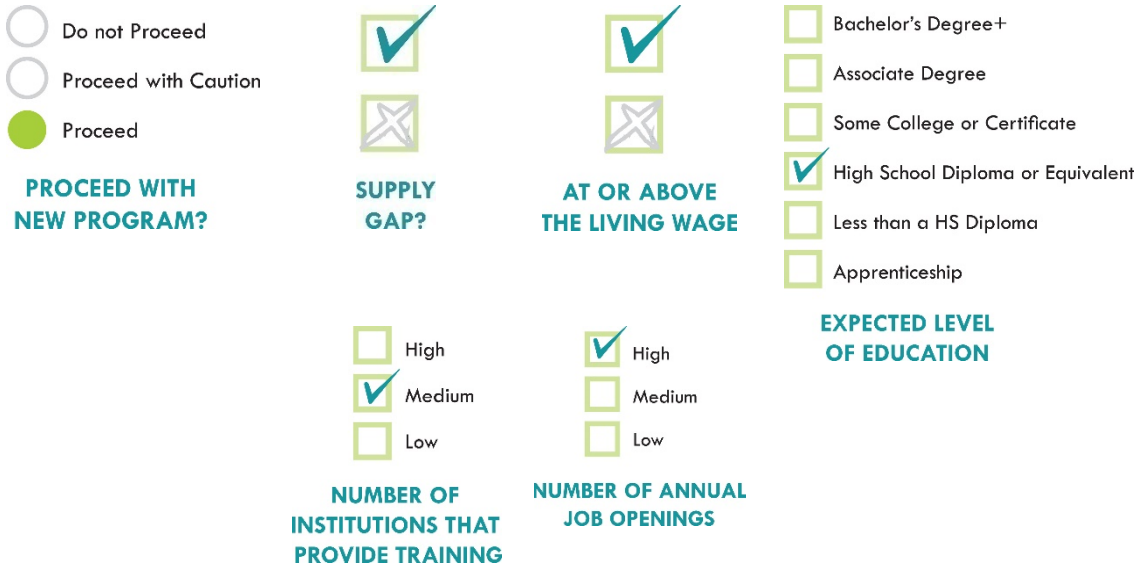 Do not Proceed
Proceed with Caution
Proceed
PROCEED WITH
NEW PROGRAM?
SUPPLY
GAP?
AT OR ABOVE
THE LIVING WAGE
Bachelor's Degree+
Associate Degree
Some College or Certificate
High School Diploma or Equivalent
Less than a HS Diploma
Apprenticeship
EXPECTED LEVEL
OF EDUCATION
High
Medium
Low
NUMBER OF
INSTITUTIONS THAT
PROVIDE TRAINING
High
Medium
Low
NUMBER OF ANNUAL
JOB OPENINGS